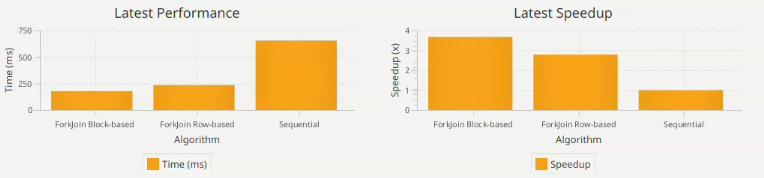 Latest Performance
Time (ms)
750
500
250
0
ForkJoin Block-based
ForkJoin Row-based
Sequential
Algorithm
Time (ms)
Latest Speedup
Speedup (x)
4
3
2
1
0
ForkJoin Block-based
ForkJoin Row-based
Sequential
Algorithm
Speedup